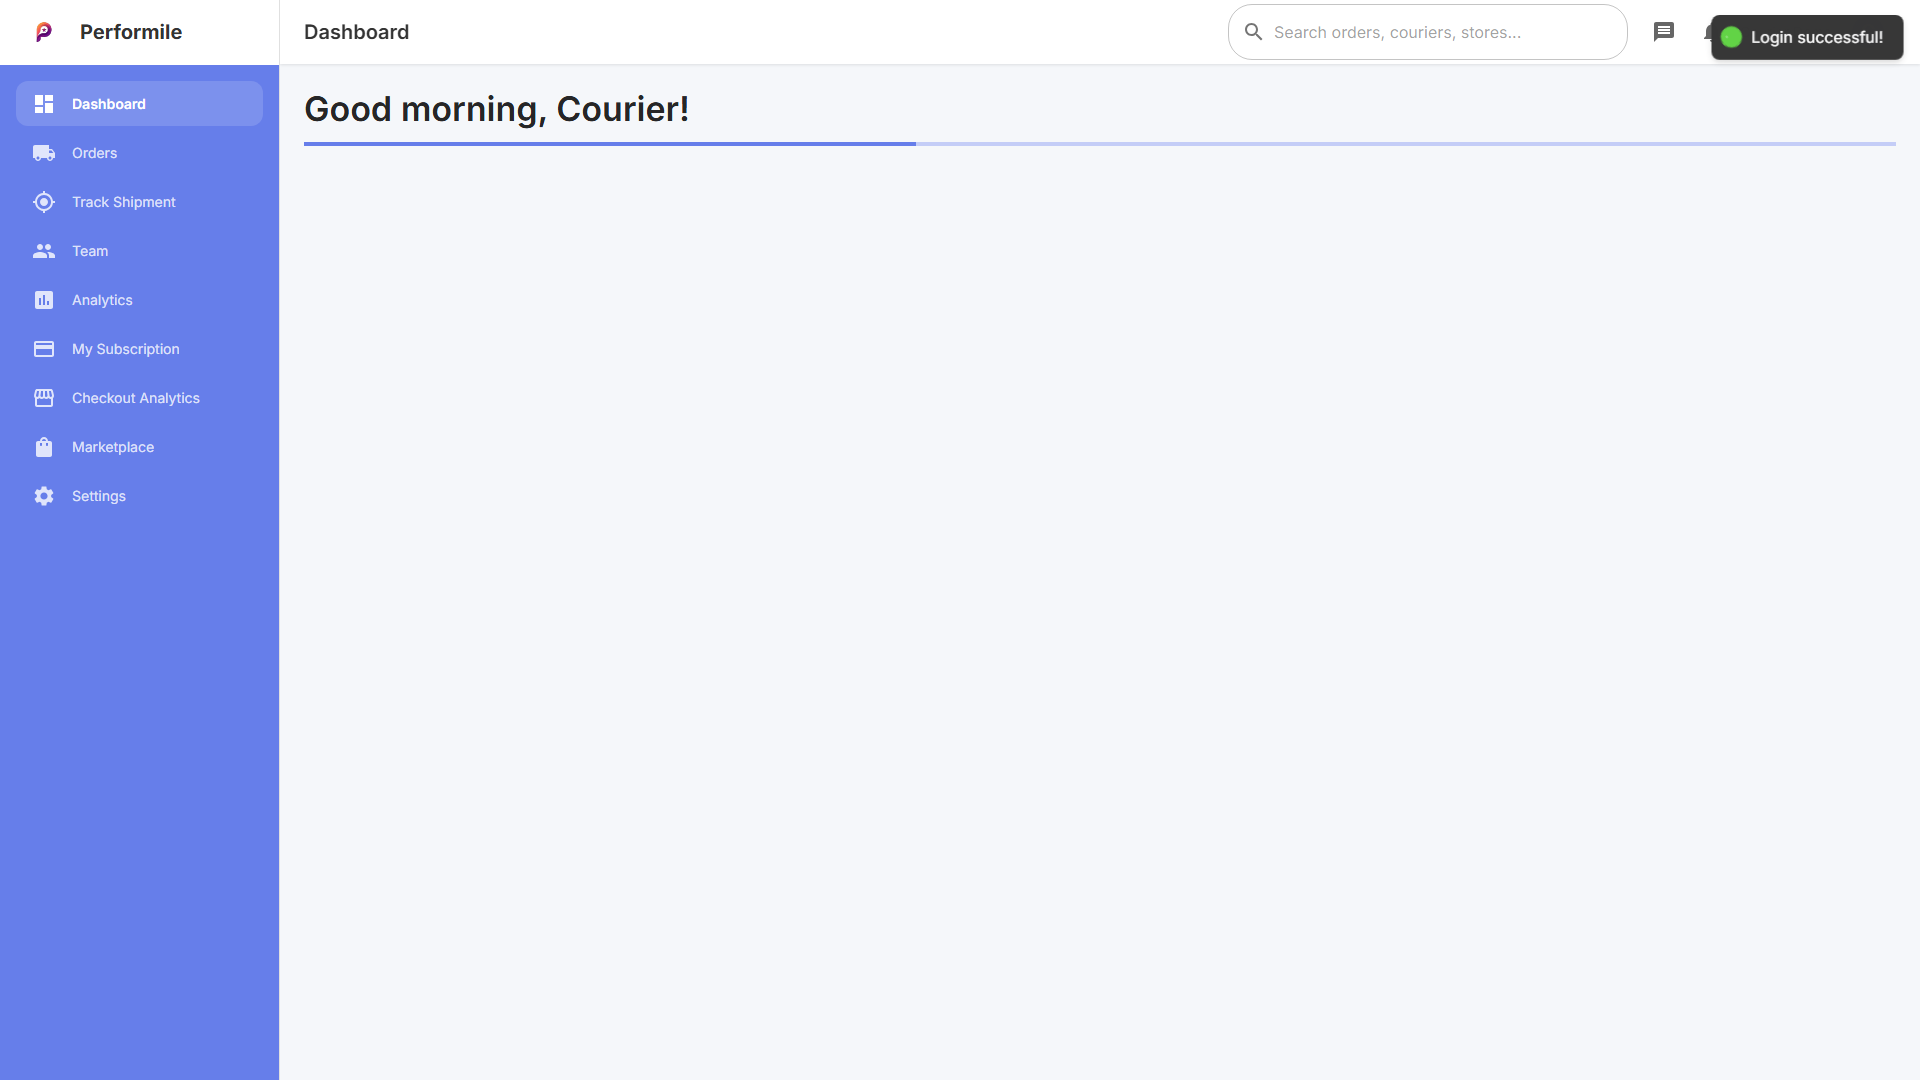 Performile
Dashboard
Search orders, couriers, stores...
Login successful!
Dashboard
Orders
Track Shipment
Team
Analytics
My Subscription
Checkout Analytics
Marketplace
Settings
Good morning, Courier!